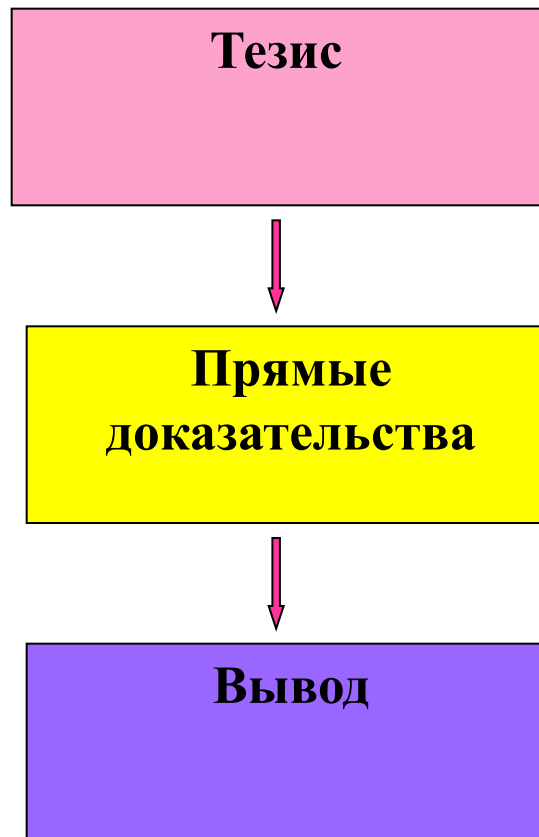 Тезис
Прямые
доказательства
Вывод